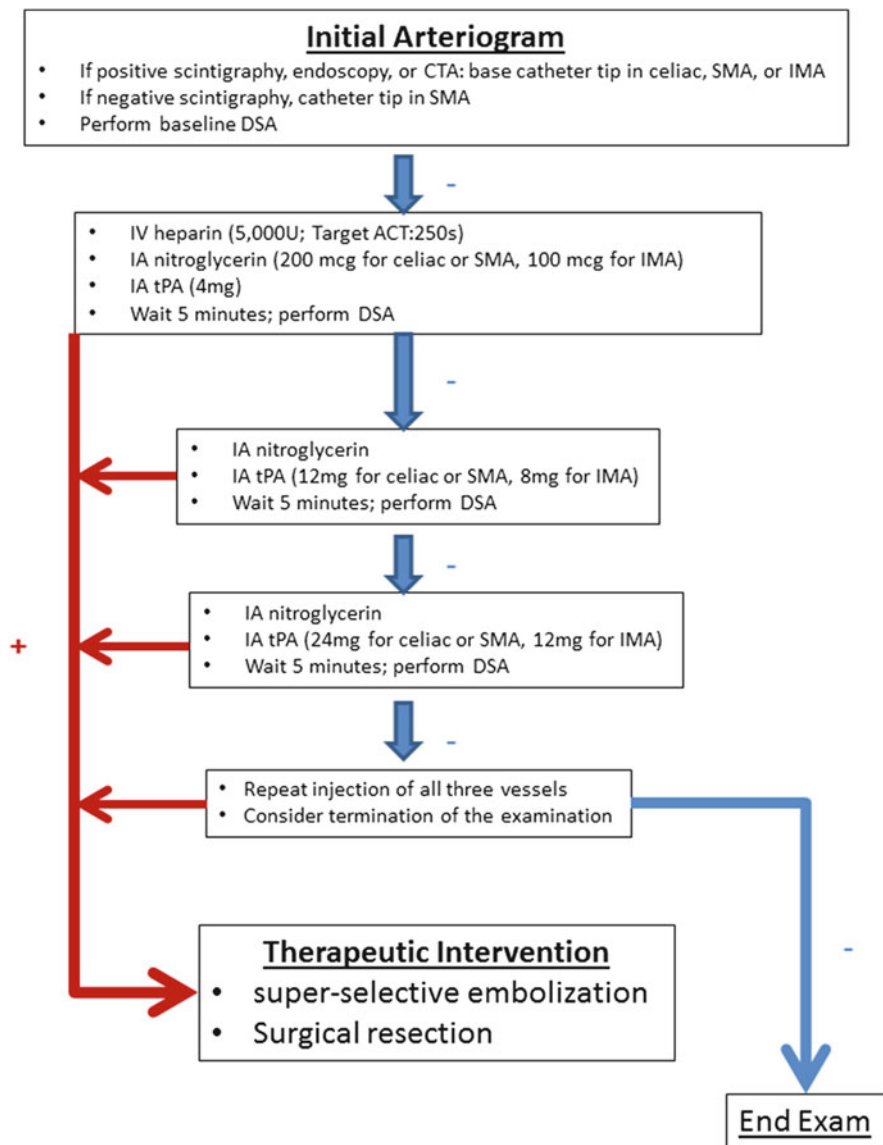 Initial Arteriogram
• If positive scintigraphy, endoscopy, or CTA: base catheter tip in celiac, SMA, or IMA
• If negative scintigraphy, catheter tip in SMA
• Perform baseline DSA
-
• IV heparin (5,000U; Target ACT:250s)
• IA nitroglycerin (200 mcg for celiac or SMA, 100 mcg for IMA)
• IA tPA (4mg)
• Wait 5 minutes; perform DSA
-
• IA nitroglycerin
• IA tPA (12mg for celiac or SMA, 8mg for IMA)
• Wait 5 minutes; perform DSA
-
• IA nitroglycerin
• IA tPA (24mg for celiac or SMA, 12mg for IMA)
• Wait 5 minutes; perform DSA
+
-
• Repeat injection of all three vessels
• Consider termination of the examination
-
Therapeutic Intervention
• super-selective embolization
• Surgical resection
End Exam